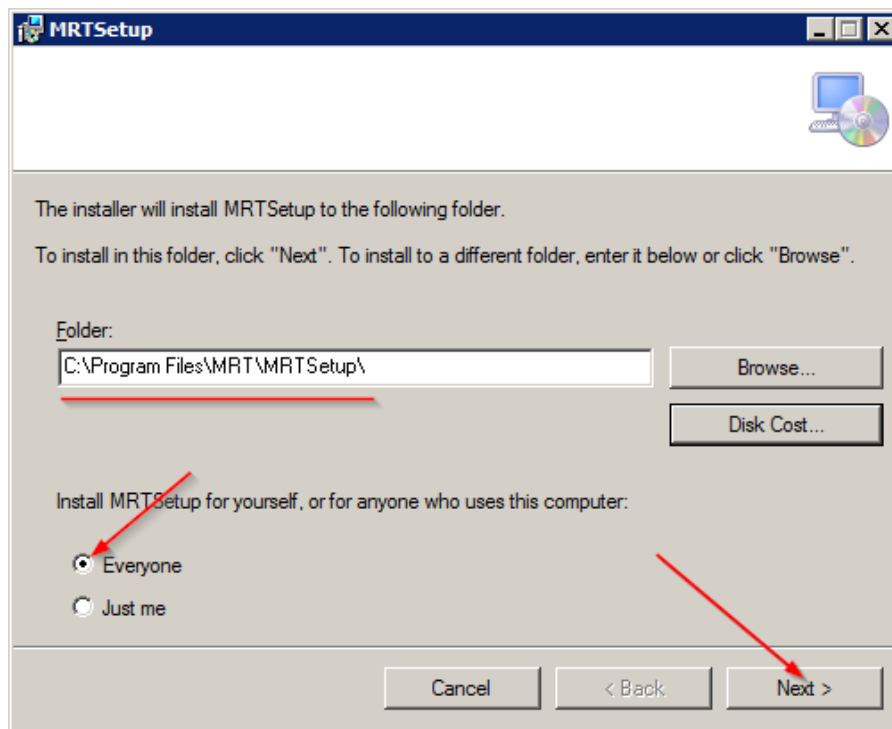 MRTSetup
The installer will install MRTSetup to the following folder.
To install in this folder, click "Next". To install to a different folder, enter it below or click "Browse".
Folder:
C:\Program Files\MRT\MRTSetup\
Browse...
Disk Cost...
Install MRTSetup for yourself, or for anyone who uses this computer:
Everyone
Just me
Cancel
< Back
Next >